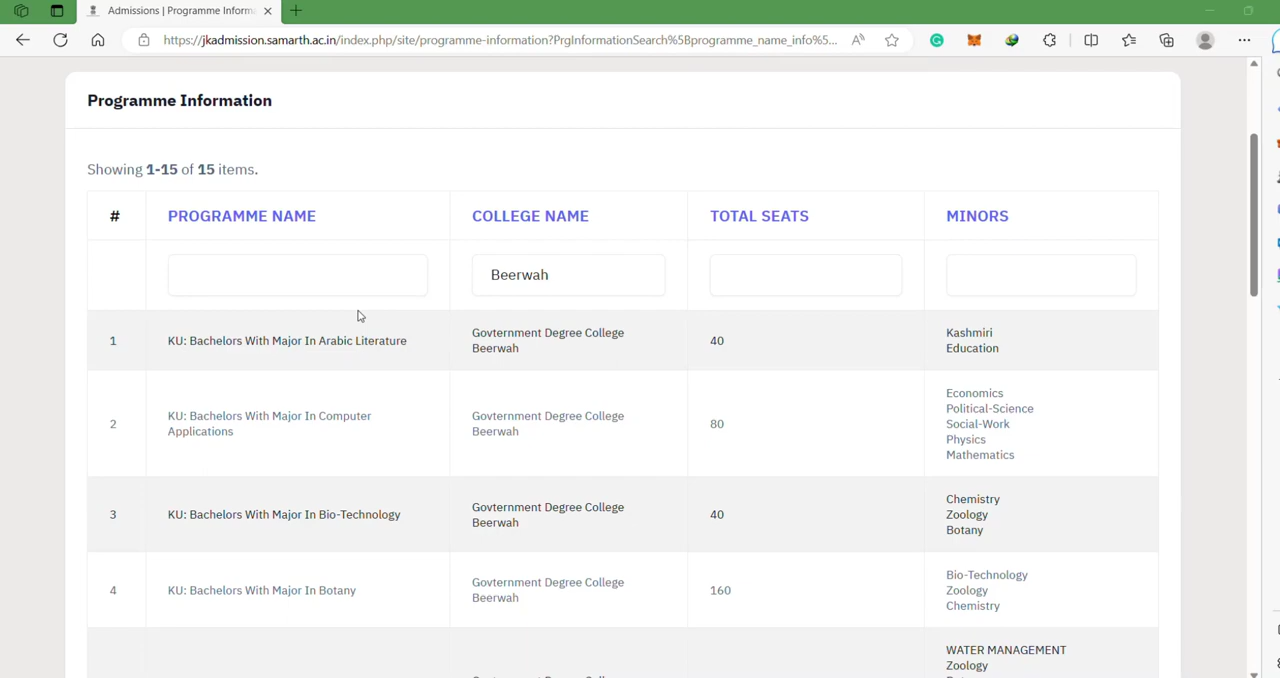 Admissions | Programme Inform
https://jkadmission.samarth.ac.in/index.php/site/programme-information?PrgInformationSearch%5Bprogramme_name_info%5...
Programme Information
Showing 1-15 of 15 items.
# PROGRAMME NAME COLLEGE NAME TOTAL SEATS MINORS
Beerwah
1 KU: Bachelors With Major In Arabic Literature
Govternment Degree College
Beerwah
40
Kashmiri
Education
2
KU: Bachelors With Major In Computer
Applications
Govternment Degree College
Beerwah
80
Economics
Political-Science
Social-Work
Physics
Mathematics
3 KU: Bachelors With Major In Bio-Technology
Govternment Degree College
Beerwah
40
Chemistry
Zoology
Botany
4 KU: Bachelors With Major In Botany
Govternment Degree College
Beerwah
160
Bio-Technology
Zoology
Chemistry
WATER MANAGEMENT
Zoology